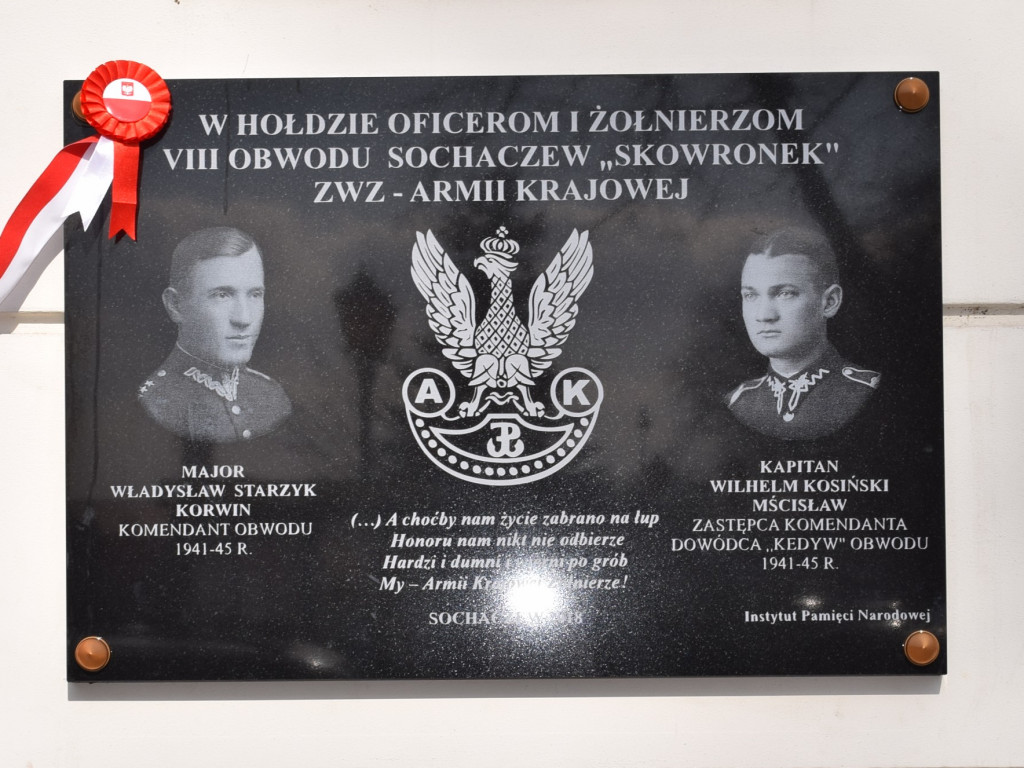 W HOŁDZIE OFICEROM I ŻOŁNIERZOM
VIII OBWODU SOCHACZEW „SKOWRONEK"
ZWZ - ARMII KRAJOWEJ
A K
MAJOR
WŁADYSŁAW STARZYK
KORWIN
KOMENDANT OBWODU
1941-45 R.
(...) A choćby nam życie zabrano na łup
Honoru nam nikt nie odbierze
Hardzi i dumni i po grób
My – Armii !
KAPITAN
WILHELM KOSIŃSKI
MŚCISŁAW
ZASTĘPCA KOMENDANTA
DOWÓDCA „KEDYW" OBWODU
1941-45 R.
Instytut Pamięci Narodowej